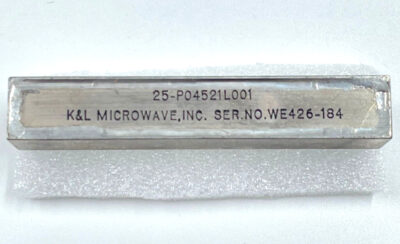 25-P04521L001
K&L MICROWAVE,INC. SER.NO.WE426-184